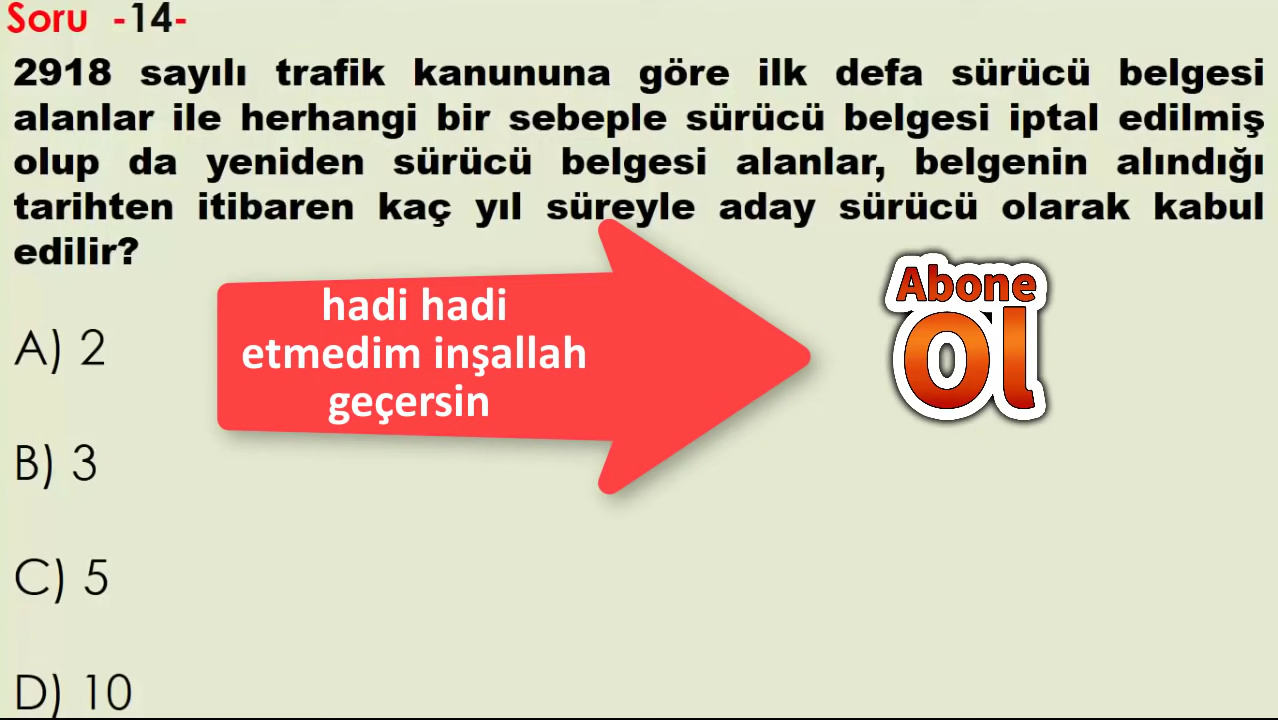 Soru -14-
2918 sayılı trafik kanununa göre ilk defa sürücü belgesi
alanlar ile herhangi bir sebeple sürücü belgesi iptal edilmiş
olup da yeniden sürücü belgesi alanlar, belgenin alındığı
tarihten itibaren kaç yıl süreyle aday sürücü olarak kabul
edilir?
hadi hadi
etmedim inşallah
geçersin
Abone
Ol
A) 2
B) 3
C) 5
D) 10